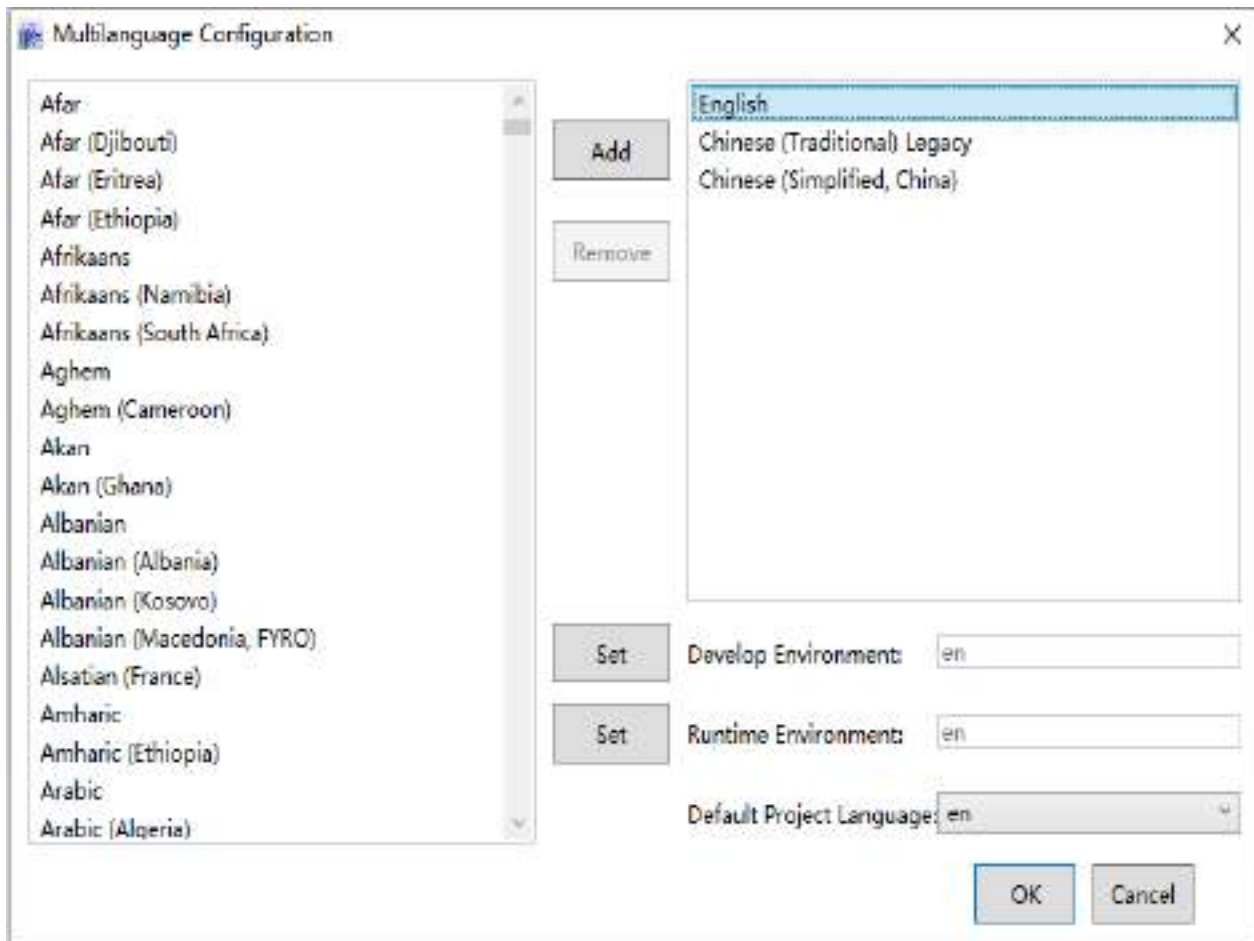 Multilanguage Configuration
Afar
Afar (Djibouti)
Afar (Eritrea)
Afar (Ethiopia)
Afrikaans
Afrikaans (Namibia)
Afrikaans (South Africa)
Aghem
Aghem (Cameroon)
Akan
Akan (Ghana)
Albanian
Albanian (Albania)
Albanian (Kosovo)
Albanian (Macedonia, FYRO)
Alsatian (France)
Amharic
Amharic (Ethiopia)
Arabic
Arabic (Algeria)
Add
Remove
English
Chinese (Traditional) Legacy
Chinese (Simplified, China)
Set Develop Environment: en
Set Runtime Environment: en
Default Project Language: en
OK Cancel